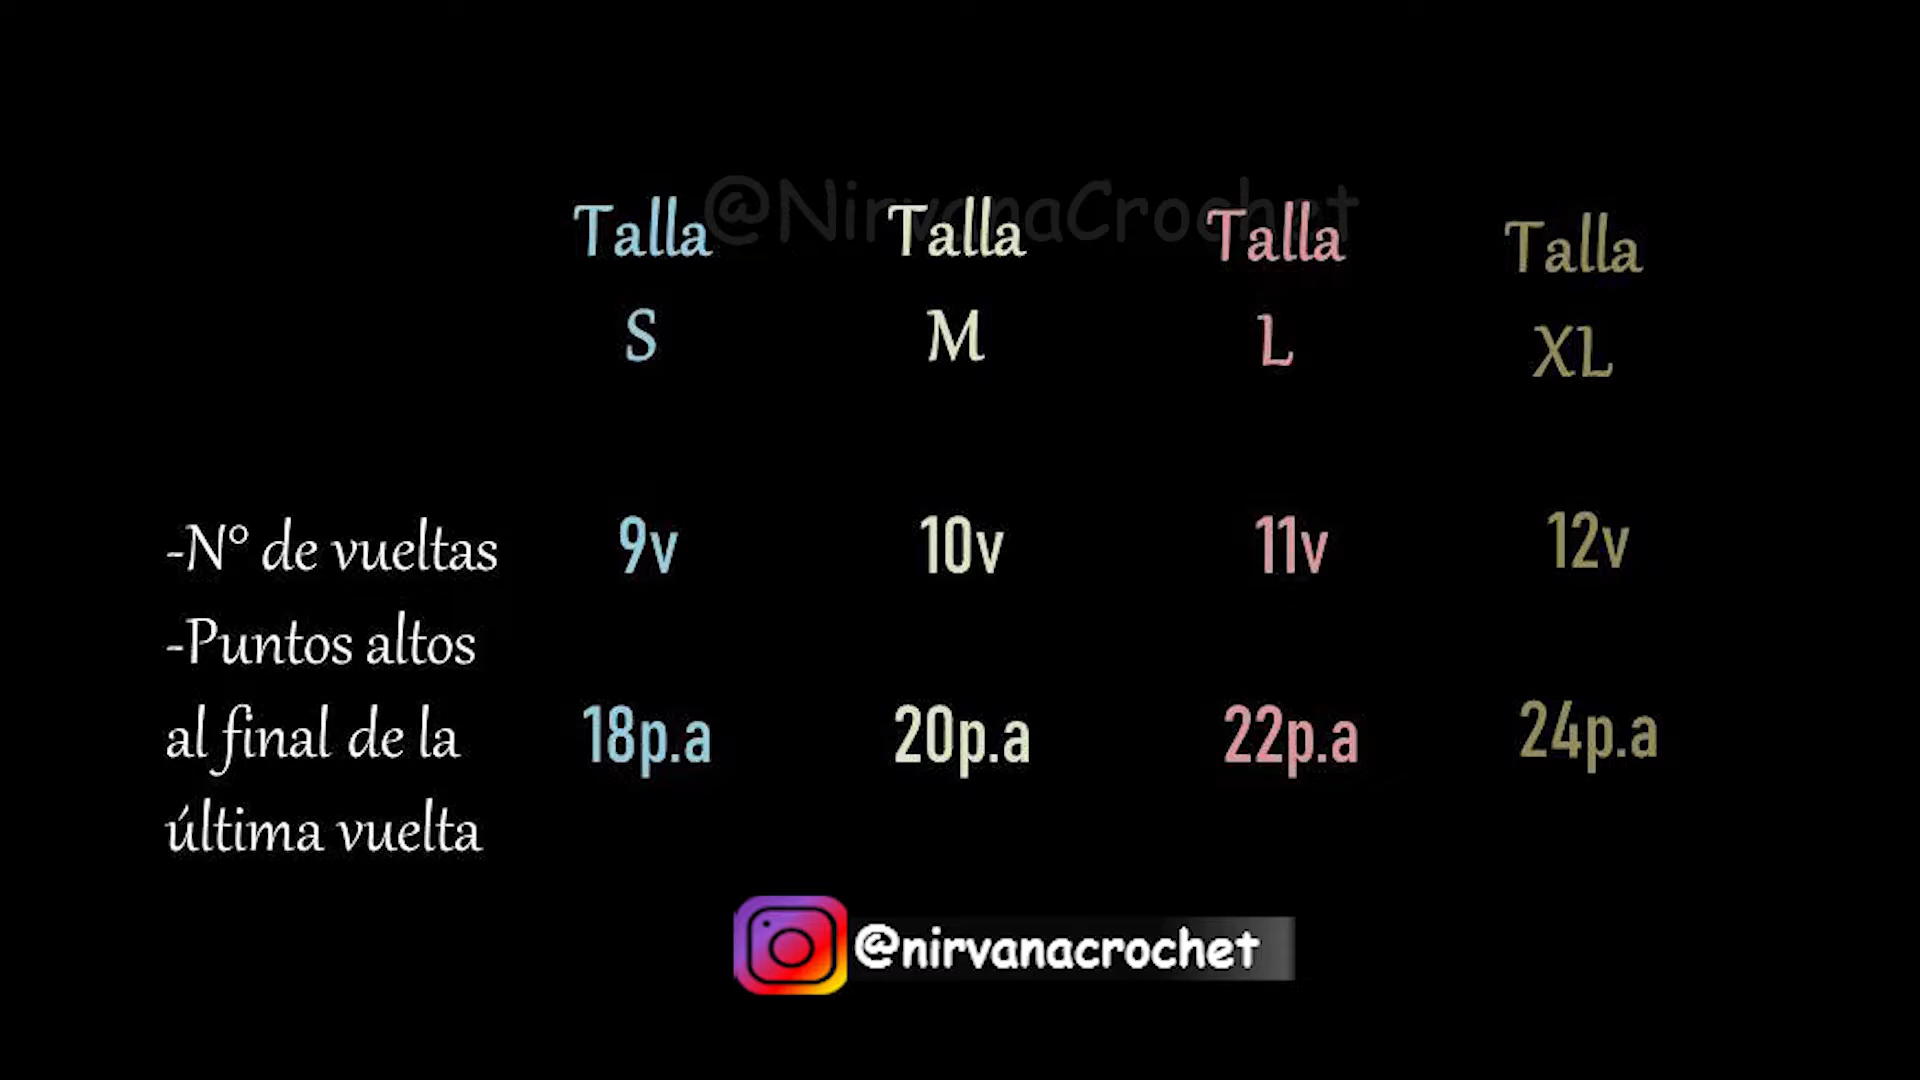 @NirvanaCrochet
Talla Talla Talla Talla
S M L XL
-N° de vueltas 9v 10v 11v 12v
-Puntos altos
al final de la 18p.a 20p.a 22p.a 24p.a
última vuelta
@nirvanacrochet